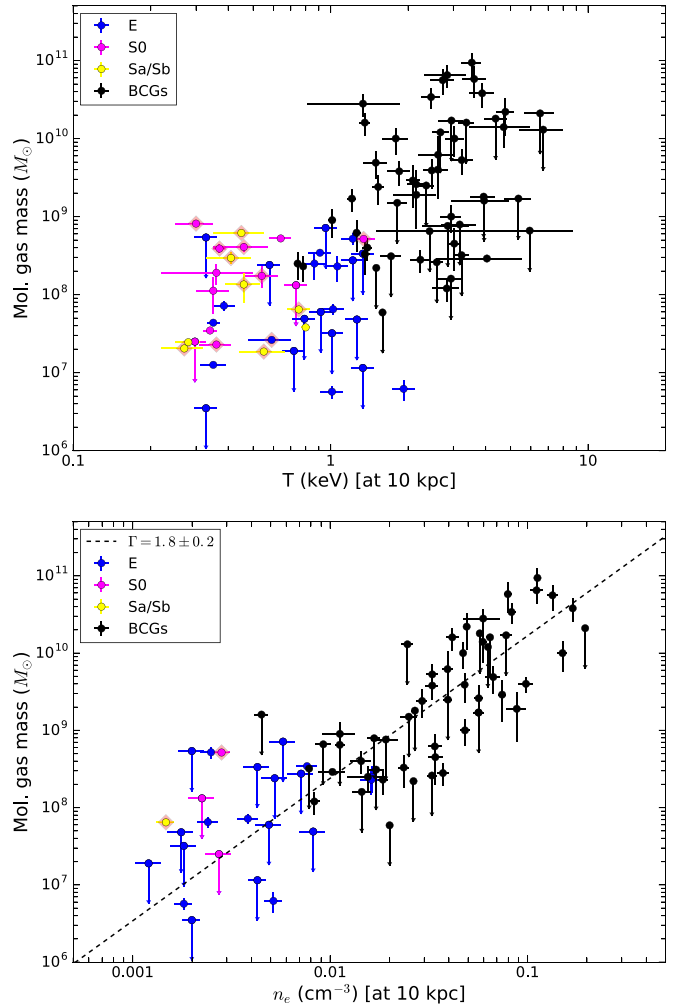 E
S0
Sa/Sb
BCGs
10¹¹
10¹⁰
10⁹
10⁸
10⁷
10⁶
Mol. gas mass (M⊙)
0.1
1
10
T (keV) [at 10 kpc]
Γ = 1.8 ± 0.2
E
S0
Sa/Sb
BCGs
10¹¹
10¹⁰
10⁹
10⁸
10⁷
10⁶
Mol. gas mass (M⊙)
0.001
0.01
0.1
nₑ (cm⁻³) [at 10 kpc]